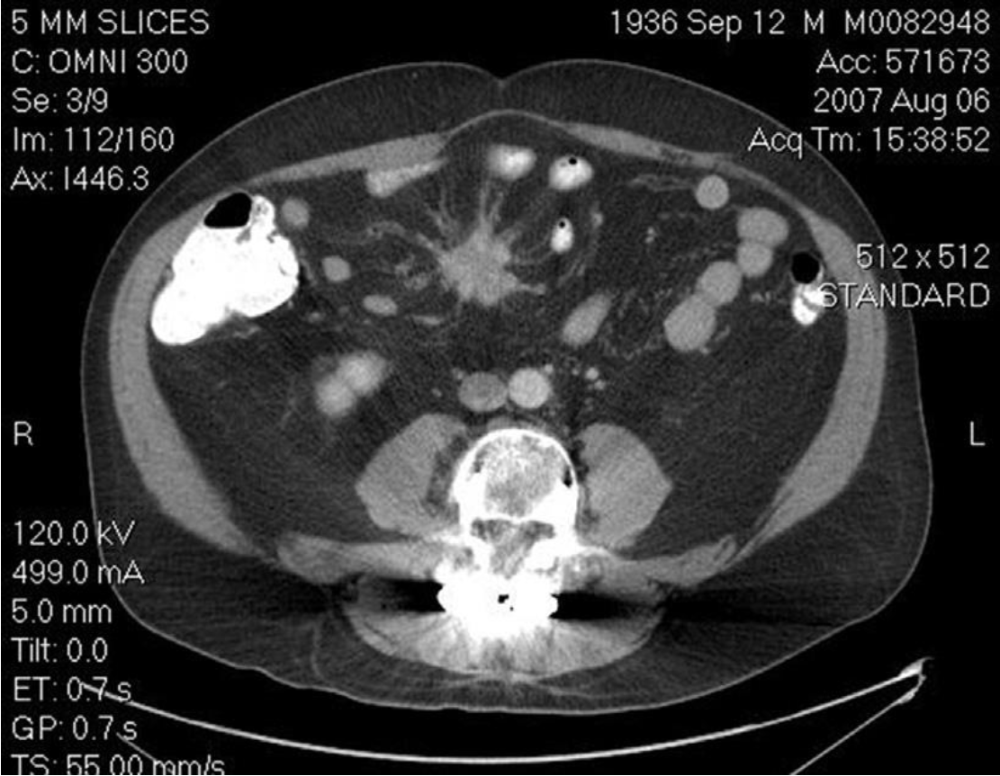 5 MM SLICES
C: OMNI 300
Se: 3/9
Im: 112/160
Ax: I446.3
1936 Sep 12 M M0082948
Acc: 571673
2007 Aug 06
Acq Tm: 15:38:52
512 x 512
STANDARD
R
L
120.0 kV
499.0 mA
5.0 mm
Tilt: 0.0
ET: 0.7 s
GP: 0.7 s
TS: 55.00 mm/s